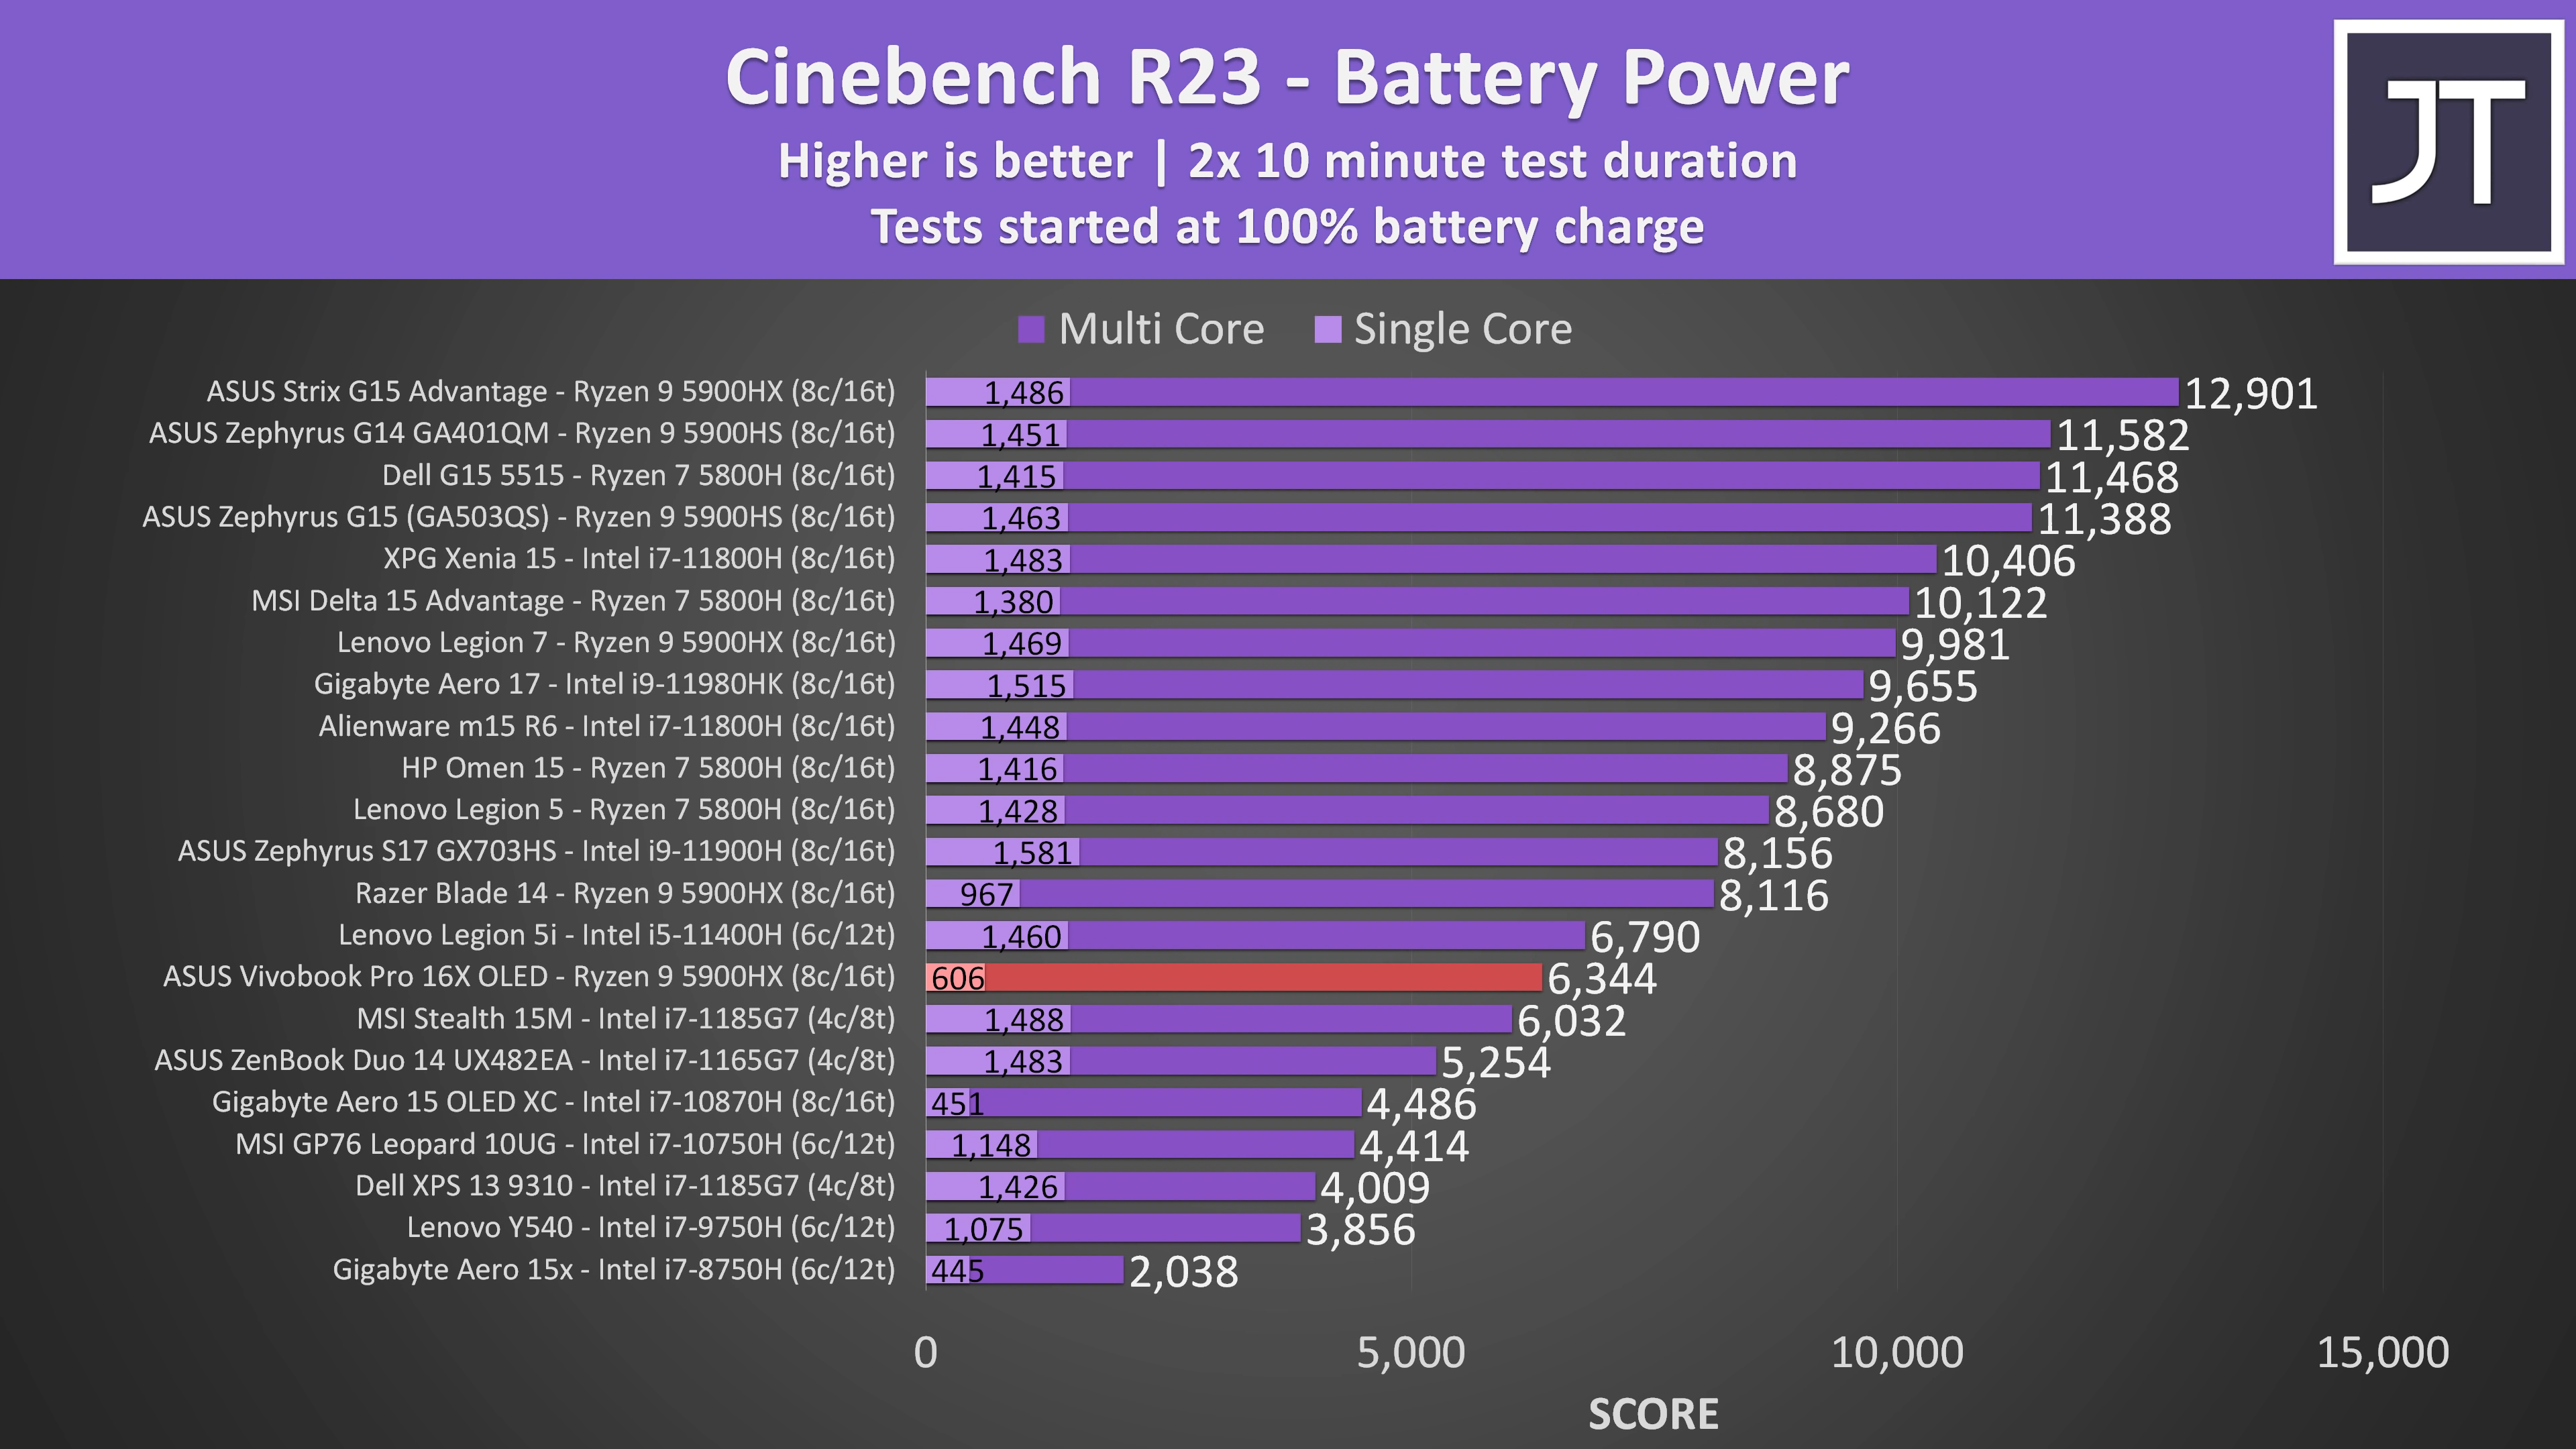 Cinebench R23 - Battery Power
Higher is better | 2x 10 minute test duration
Tests started at 100% battery charge
JT
Multi Core Single Core
ASUS Strix G15 Advantage - Ryzen 9 5900HX (8c/16t) 1,486 12,901
ASUS Zephyrus G14 GA401QM - Ryzen 9 5900HS (8c/16t) 1,451 11,582
Dell G15 5515 - Ryzen 7 5800H (8c/16t) 1,415 11,468
ASUS Zephyrus G15 (GA503QS) - Ryzen 9 5900HS (8c/16t) 1,463 11,388
XPG Xenia 15 - Intel i7-11800H (8c/16t) 1,483 10,406
MSI Delta 15 Advantage - Ryzen 7 5800H (8c/16t) 1,380 10,122
Lenovo Legion 7 - Ryzen 9 5900HX (8c/16t) 1,469 9,981
Gigabyte Aero 17 - Intel i9-11980HK (8c/16t) 1,515 9,655
Alienware m15 R6 - Intel i7-11800H (8c/16t) 1,448 9,266
HP Omen 15 - Ryzen 7 5800H (8c/16t) 1,416 8,875
Lenovo Legion 5 - Ryzen 7 5800H (8c/16t) 1,428 8,680
ASUS Zephyrus S17 GX703HS - Intel i9-11900H (8c/16t) 1,581 8,156
Razer Blade 14 - Ryzen 9 5900HX (8c/16t) 967 8,116
Lenovo Legion 5i - Intel i5-11400H (6c/12t) 1,460 6,790
ASUS Vivobook Pro 16X OLED - Ryzen 9 5900HX (8c/16t) 606 6,344
MSI Stealth 15M - Intel i7-1185G7 (4c/8t) 1,488 6,032
ASUS ZenBook Duo 14 UX482EA - Intel i7-1165G7 (4c/8t) 1,483 5,254
Gigabyte Aero 15 OLED XC - Intel i7-10870H (8c/16t) 451 4,486
MSI GP76 Leopard 10UG - Intel i7-10750H (6c/12t) 1,148 4,414
Dell XPS 13 9310 - Intel i7-1185G7 (4c/8t) 1,426 4,009
Lenovo Y540 - Intel i7-9750H (6c/12t) 1,075 3,856
Gigabyte Aero 15x - Intel i7-8750H (6c/12t) 445 2,038
0 5,000 10,000 15,000
SCORE